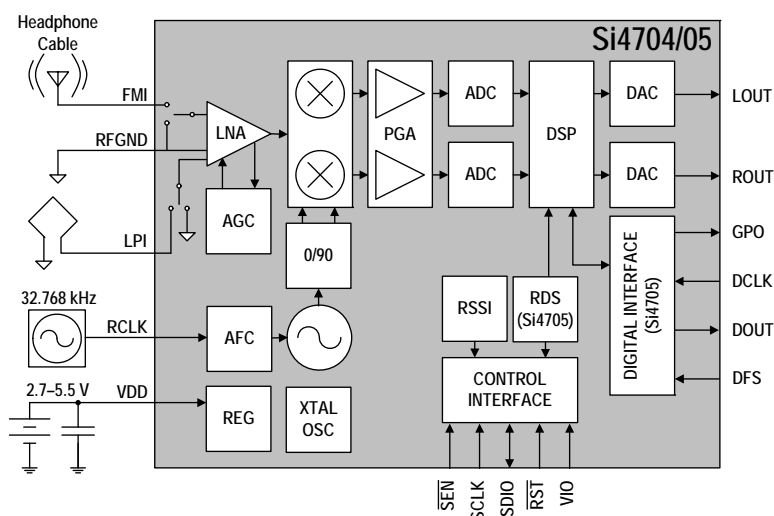 Headphone
Cable
Si4704/05
FMI
RFGND
LPI
LNA
AGC
0/90
PGA
ADC
ADC
DSP
DAC
DAC
LOUT
ROUT
GPO
DCLK
DOUT
DFS
DIGITAL INTERFACE
(Si4705)
32.768 kHz
RCLK
AFC
RSSI
RDS
(Si4705)
CONTROL
INTERFACE
2.7–5.5 V
VDD
REG
XTAL
OSC
SEN
SCLK
SDIO
RST
VIO